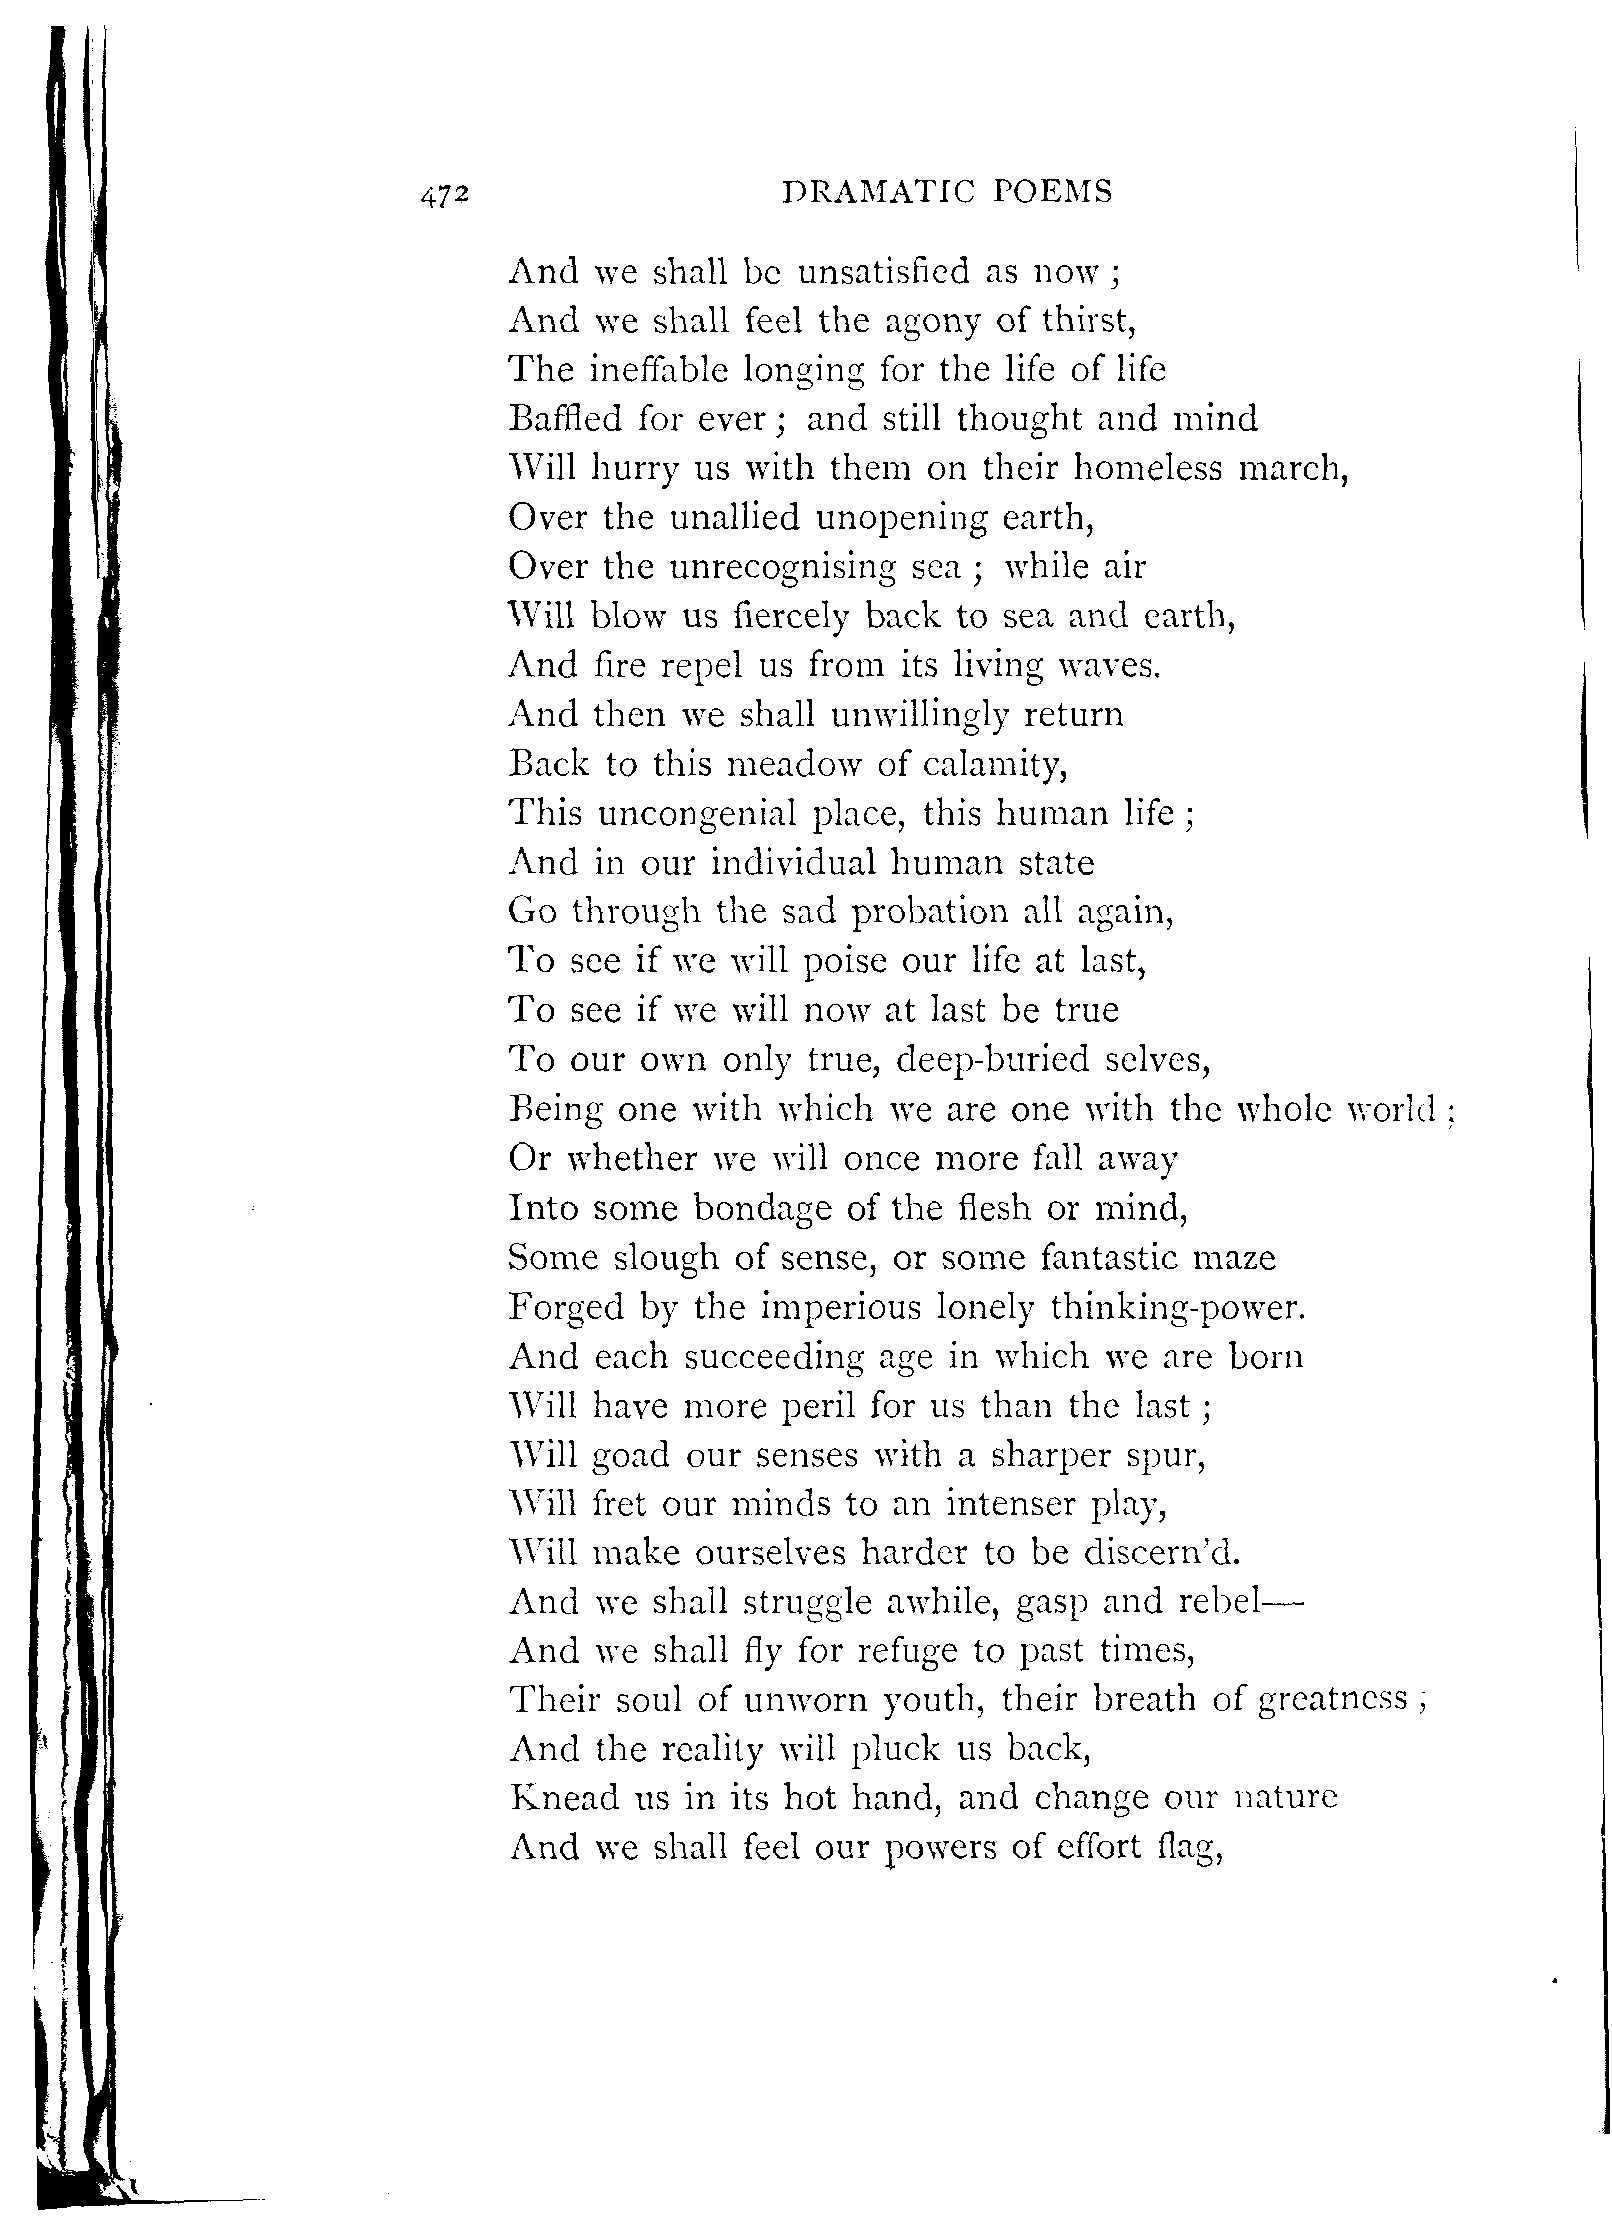 472 DRAMATIC POEMS
And we shall be unsatisfied as now ;
And we shall feel the agony of thirst,
The ineffable longing for the life of life
Baffled for ever ; and still thought and mind
Will hurry us with them on their homeless march,
Over the unallied unopening earth,
Over the unrecognising sea ; while air
Will blow us fiercely back to sea and earth,
And fire repel us from its living waves.
And then we shall unwillingly return
Back to this meadow of calamity,
This uncongenial place, this human life ;
And in our individual human state
Go through the sad probation all again,
To see if we will poise our life at last,
To see if we will now at last be true
To our own only true, deep-buried selves,
Being one with which we are one with the whole world ;
Or whether we will once more fall away
Into some bondage of the flesh or mind,
Some slough of sense, or some fantastic maze
Forged by the imperious lonely thinking-power.
And each succeeding age in which we are born
Will have more peril for us than the last ;
Will goad our senses with a sharper spur,
Will fret our minds to an intenser play,
Will make ourselves harder to be discern'd.
And we shall struggle awhile, gasp and rebel—
And we shall fly for refuge to past times,
Their soul of unworn youth, their breath of greatness ;
And the reality will pluck us back,
Knead us in its hot hand, and change our nature
And we shall feel our powers of effort flag,